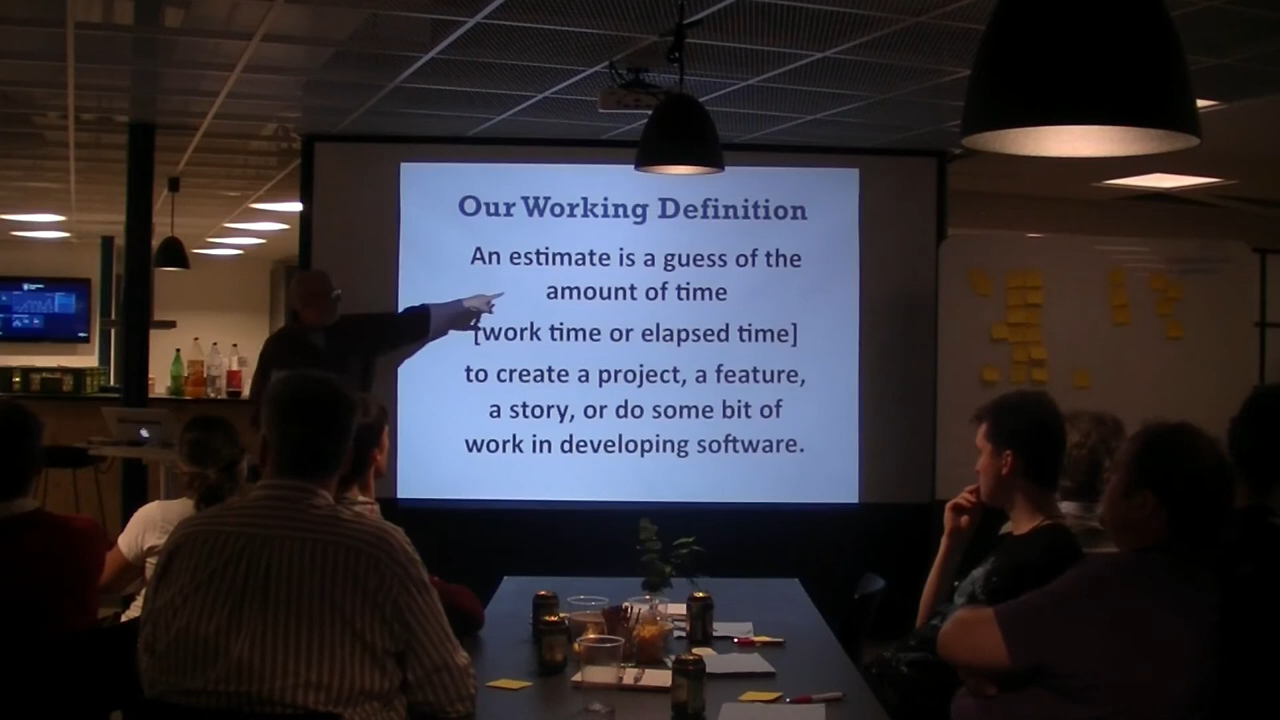 Our Working Definition
An estimate is a guess of the
amount of time
[work time or elapsed time]
to create a project, a feature,
a story, or do some bit of
work in developing software.